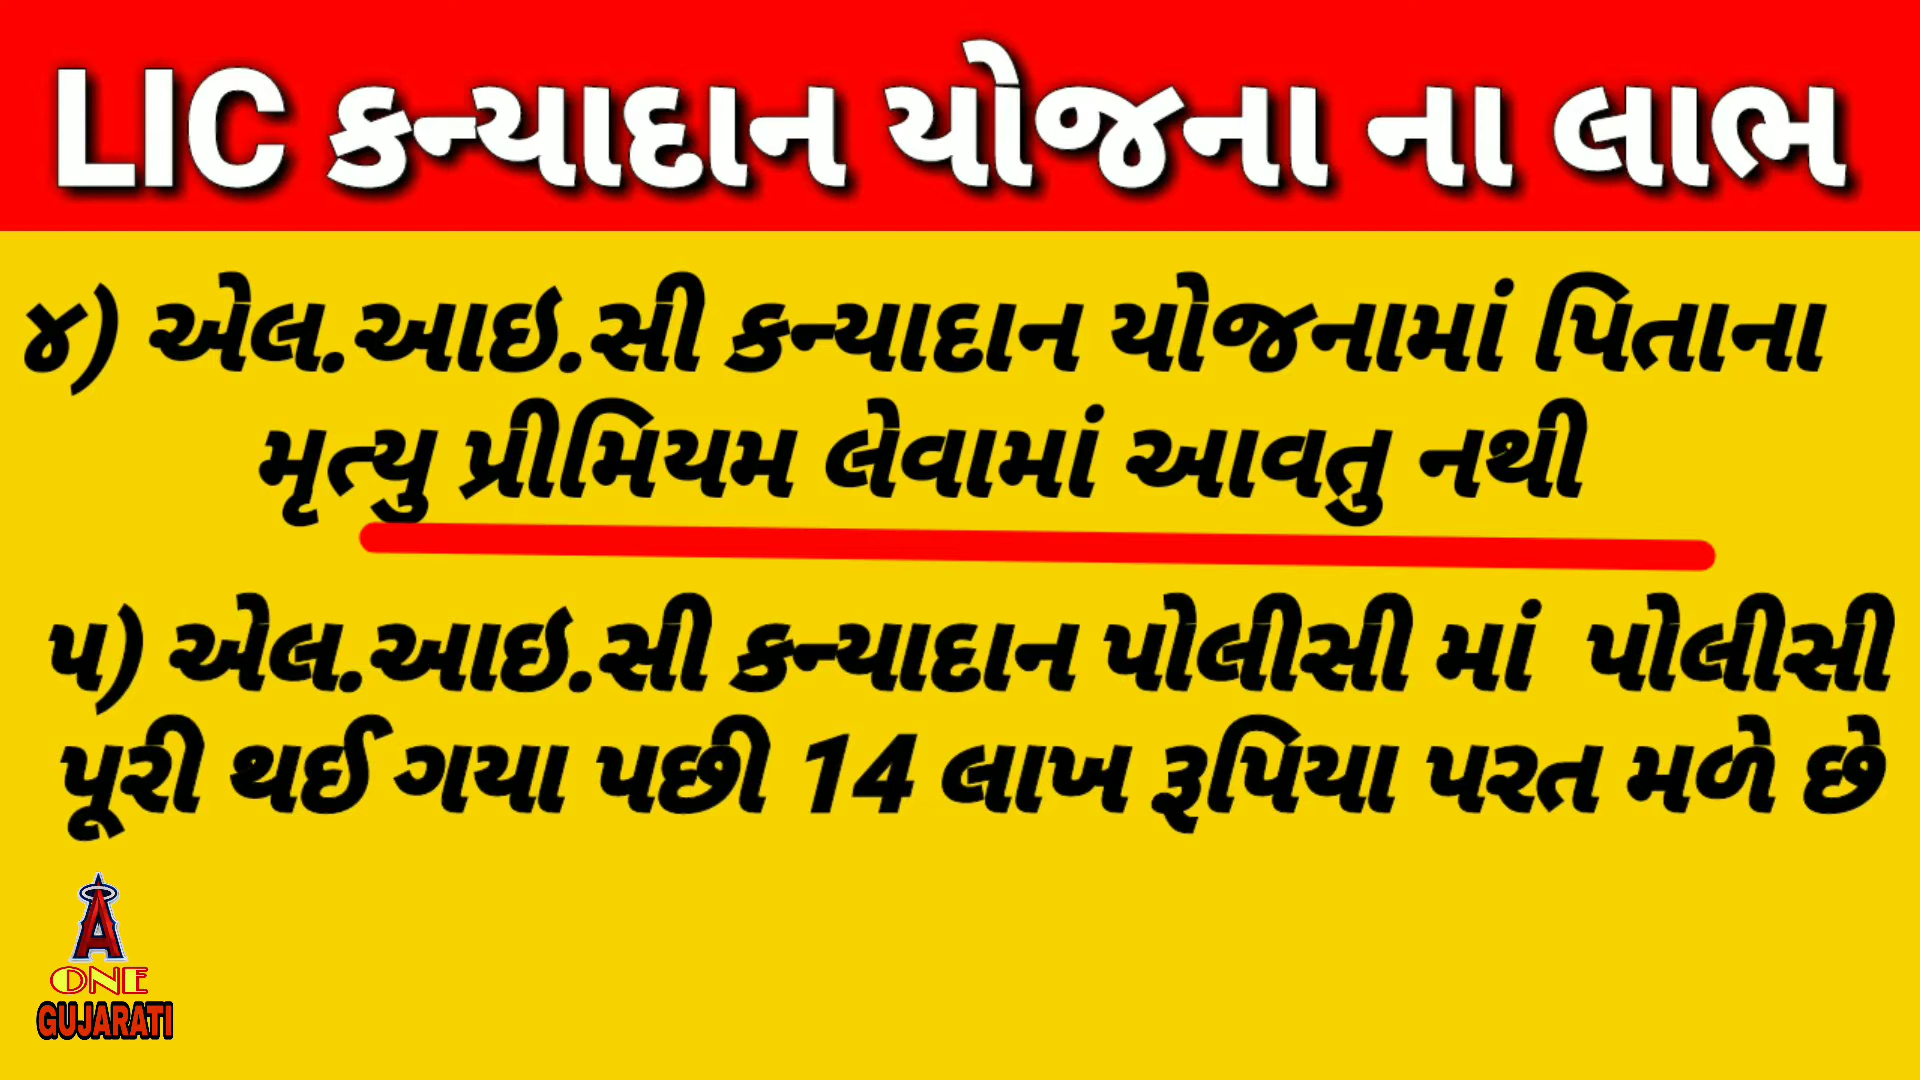 LIC કન્યાદાન યોજના ના લાભ
૪) એલ.આઇ.સી કન્યાદાન યોજનામાં પિતાના
મૃત્યુ પ્રીમિયમ લેવામાં આવતુ નથી
૫) એલ.આઇ.સી કન્યાદાન પોલીસી માં પોલીસી
પૂરી થઈ ગયા પછી 14 લાખ રૂપિયા પરત મળે છે
A
ONE
GUJARATI